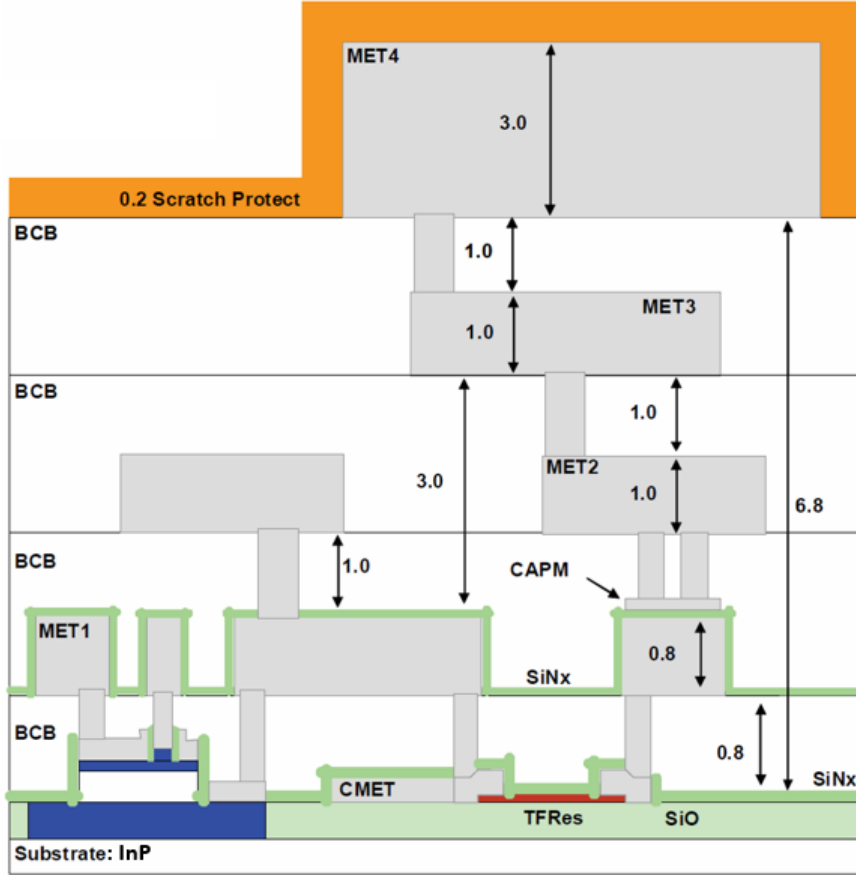 MET4
3.0
0.2 Scratch Protect
BCB
1.0
MET3
1.0
BCB
1.0
3.0
MET2
1.0
6.8
BCB
1.0
CAPM
MET1
0.8
SiNx
BCB
0.8
SiNx
CMET
TFRes
SiO
Substrate: InP